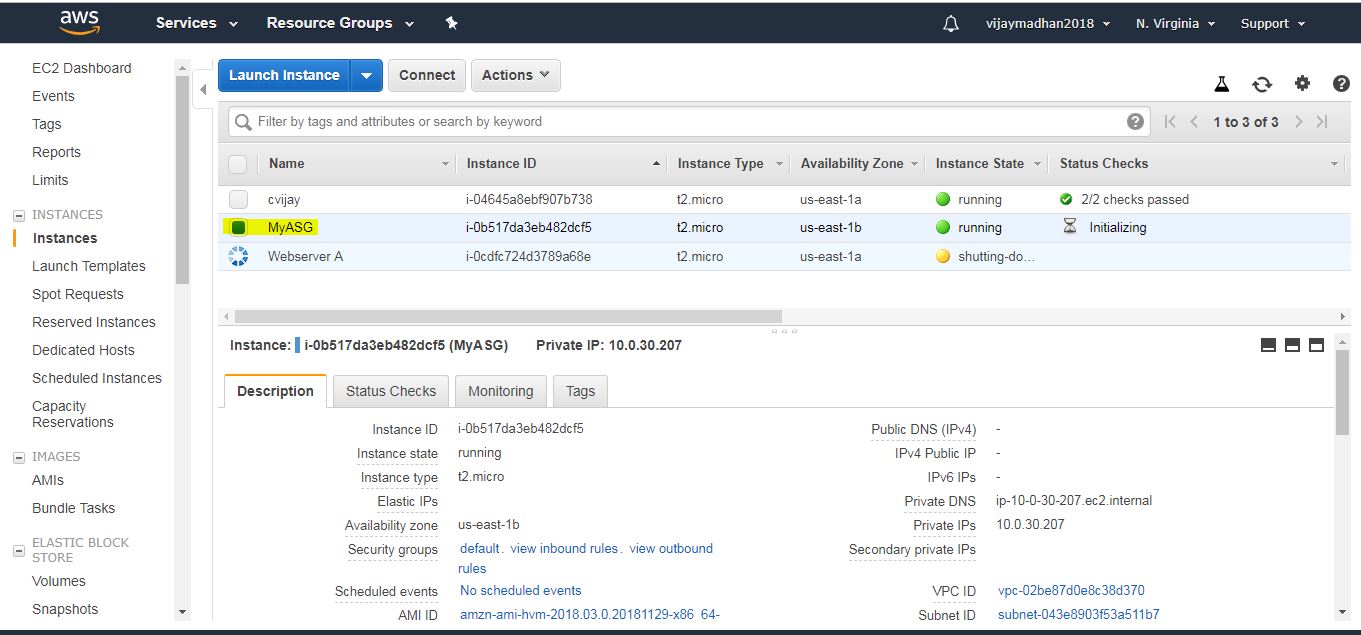 aws Services Resource Groups vijaymadhan2018 N. Virginia Support
EC2 Dashboard
Events
Tags
Reports
Limits
INSTANCES
Instances
Launch Templates
Spot Requests
Reserved Instances
Dedicated Hosts
Scheduled Instances
Capacity
Reservations
IMAGES
AMIs
Bundle Tasks
ELASTIC BLOCK
STORE
Volumes
Snapshots
Launch Instance Connect Actions
Filter by tags and attributes or search by keyword ? 1 to 3 of 3
Name Instance ID Instance Type Availability Zone Instance State Status Checks
cvijay i-04645a8ebf907b738 t2.micro us-east-1a running 2/2 checks passed
MyASG i-0b517da3eb482dcf5 t2.micro us-east-1b running Initializing
Webserver A i-0cdfc724d3789a68e t2.micro us-east-1a shutting-do...
Instance: i-0b517da3eb482dcf5 (MyASG) Private IP: 10.0.30.207
Description Status Checks Monitoring Tags
Instance ID i-0b517da3eb482dcf5 Public DNS (IPv4) -
Instance state running IPv4 Public IP -
Instance type t2.micro IPv6 IPs -
Elastic IPs Private DNS ip-10-0-30-207.ec2.internal
Availability zone us-east-1b Private IPs 10.0.30.207
Security groups default. view inbound rules. view outbound Secondary private IPs
rules
Scheduled events No scheduled events VPC ID vpc-02be87d0e8c38d370
AMI ID amzn-ami-hvm-2018.03.0.20181129-x86_64- Subnet ID subnet-043e8903f53a511b7